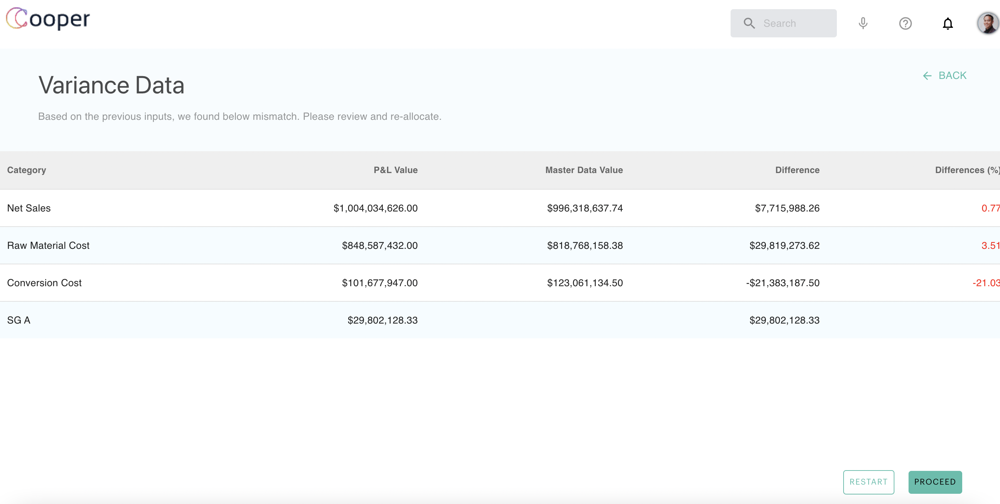 Cooper
Search
Variance Data
BACK
Based on the previous inputs, we found below mismatch. Please review and re-allocate.
Category P&L Value Master Data Value Difference Differences (%)
Net Sales $1,004,034,626.00 $996,318,637.74 $7,715,988.26 0.77
Raw Material Cost $848,587,432.00 $818,768,158.38 $29,819,273.62 3.51
Conversion Cost $101,677,947.00 $123,061,134.50 -$21,383,187.50 -21.03
SG A $29,802,128.33 $29,802,128.33
RESTART PROCEED